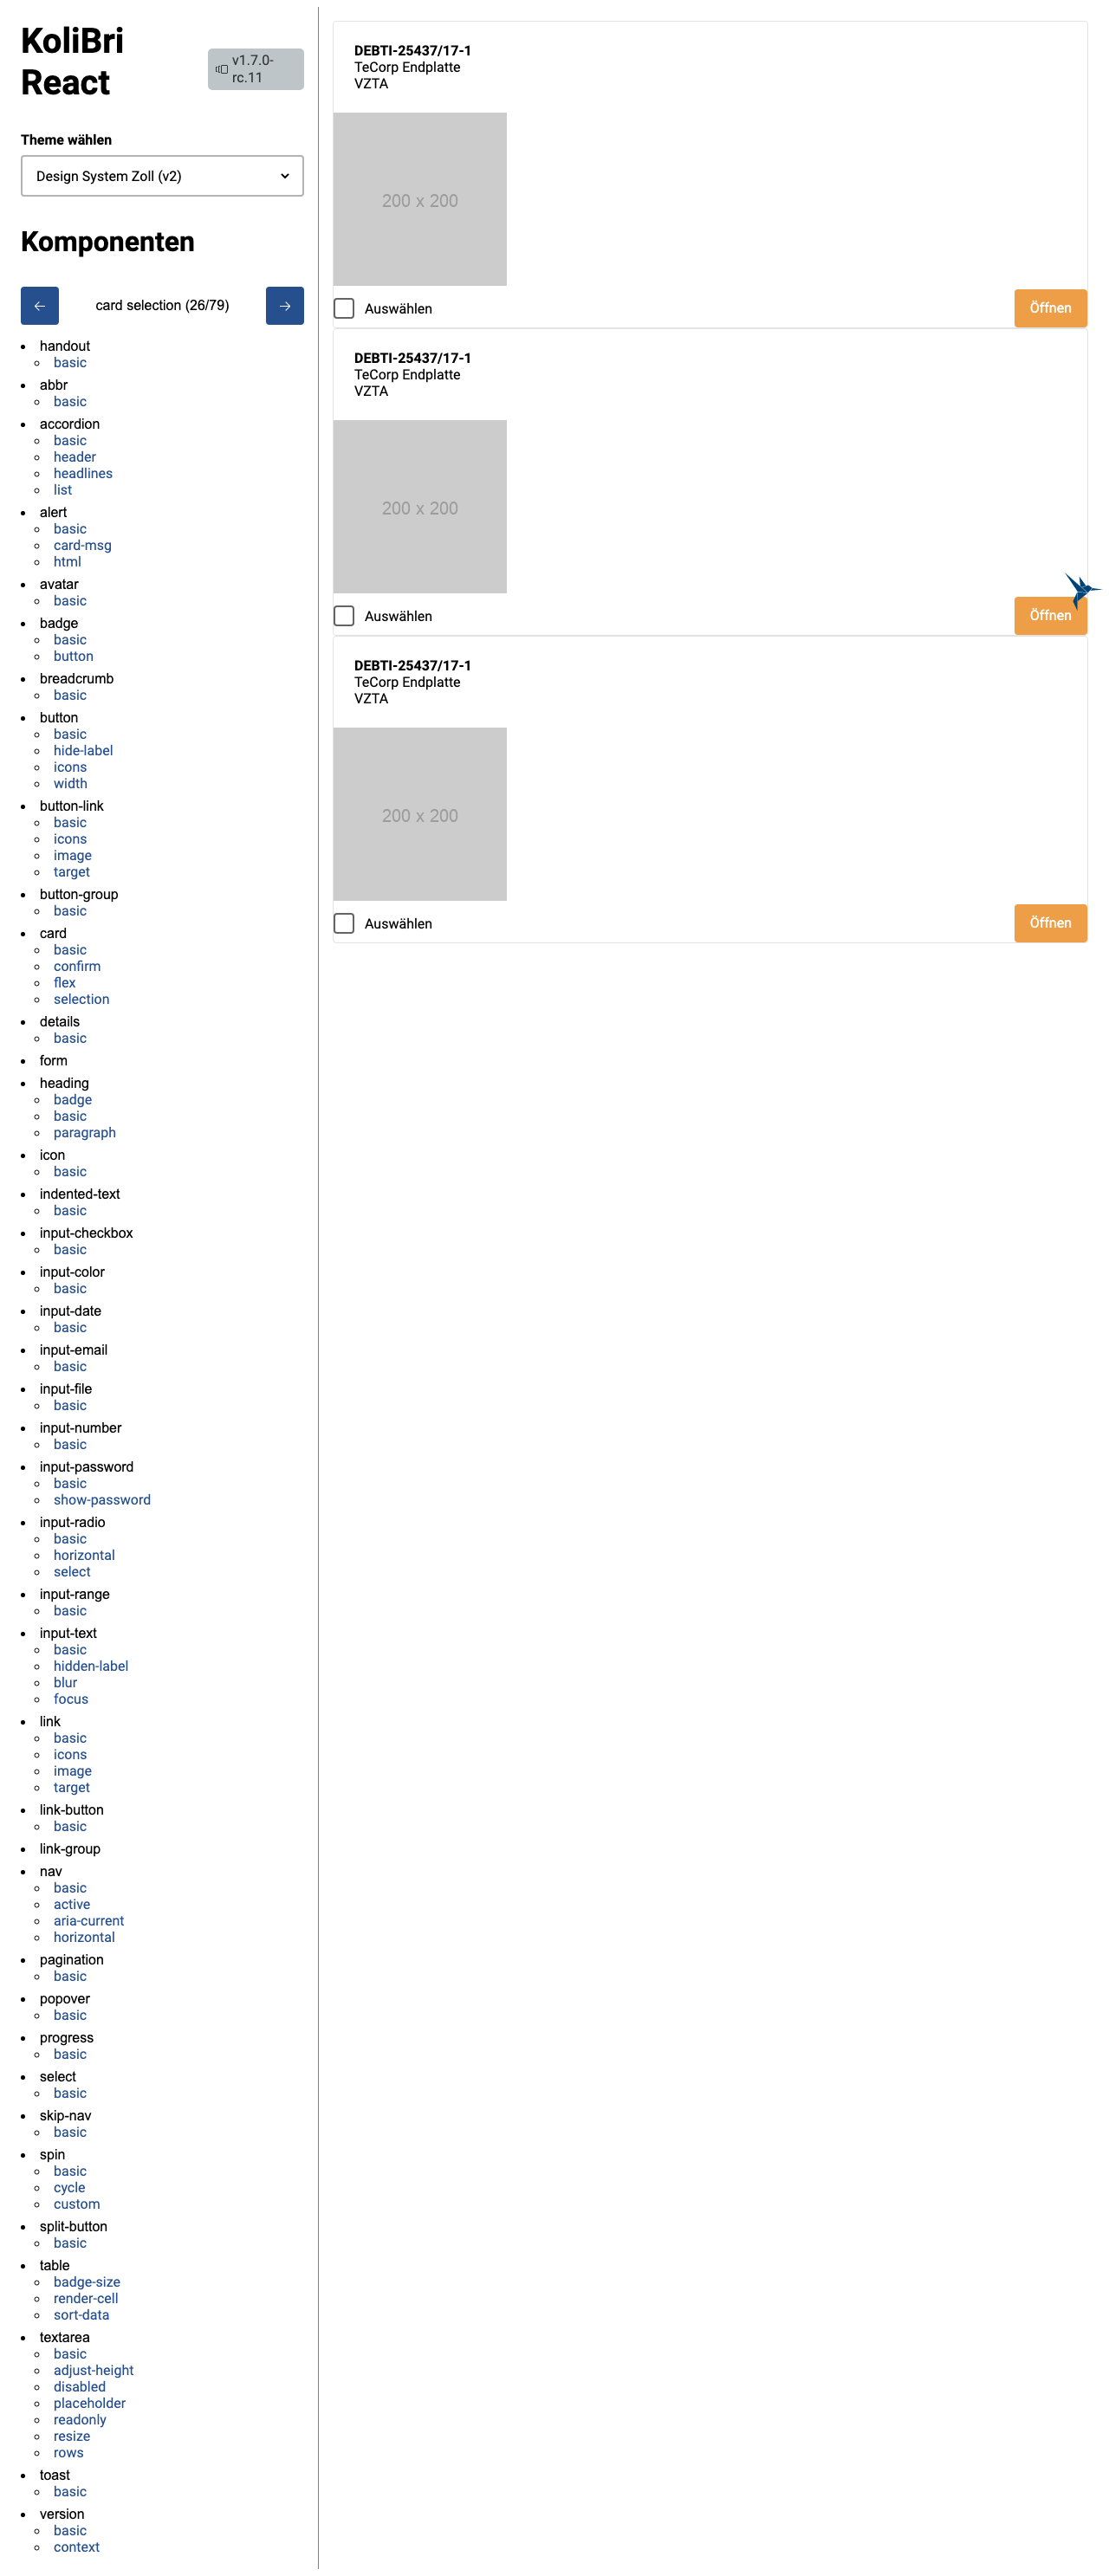 KoliBri
React
v1.7.0-
rc.11
Theme wählen
Design System Zoll (v2)
Komponenten
card selection (26/79)
handout
basic
abbr
basic
accordion
basic
header
headlines
list
alert
basic
card-msg
html
avatar
basic
badge
basic
button
breadcrumb
basic
button
basic
hide-label
icons
width
button-link
basic
icons
image
target
button-group
basic
card
basic
confirm
flex
selection
details
basic
form
heading
badge
basic
paragraph
icon
basic
indented-text
basic
input-checkbox
basic
input-color
basic
input-date
basic
input-email
basic
input-file
basic
input-number
basic
input-password
basic
show-password
input-radio
basic
horizontal
select
input-range
basic
input-text
basic
hidden-label
blur
focus
link
basic
icons
image
target
link-button
basic
link-group
nav
basic
active
aria-current
horizontal
pagination
basic
popover
basic
progress
basic
select
basic
skip-nav
basic
spin
basic
cycle
custom
split-button
basic
table
badge-size
render-cell
sort-data
textarea
basic
adjust-height
disabled
placeholder
readonly
resize
rows
toast
basic
version
basic
context
DEBTI-25437/17-1
TeCorp Endplatte
VZTA
200 x 200
Auswählen
Öffnen
DEBTI-25437/17-1
TeCorp Endplatte
VZTA
200 x 200
Auswählen
Öffnen
DEBTI-25437/17-1
TeCorp Endplatte
VZTA
200 x 200
Auswählen
Öffnen